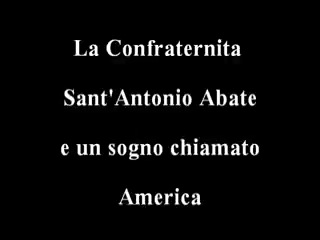 La Confraternita
Sant'Antonio Abate
e un sogno chiamato
America